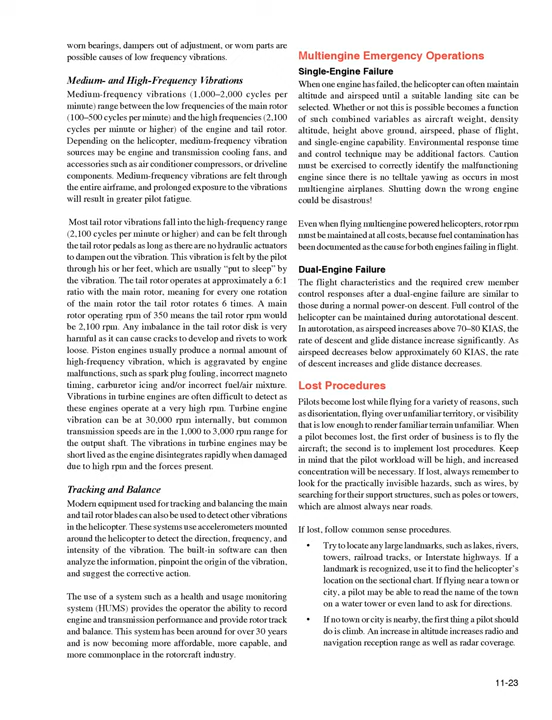 worn bearings, dampers out of adjustment, or worn parts are
possible causes of low frequency vibrations.
Medium- and High-Frequency Vibrations
Medium-frequency vibrations (1,000–2,000 cycles per
minute) range between the low frequencies of the main rotor
(100–500 cycles per minute) and the high frequencies (2,100
cycles per minute or higher) of the engine and tail rotor.
Depending on the helicopter, medium-frequency vibration
sources may be engine and transmission cooling fans, and
accessories such as air conditioner compressors, or driveline
components. Medium-frequency vibrations are felt through
the entire airframe, and prolonged exposure to the vibrations
will result in greater pilot fatigue.
Most tail rotor vibrations fall into the high-frequency range
(2,100 cycles per minute or higher) and can be felt through
the tail rotor pedals as long as there are no hydraulic actuators
to dampen out the vibration. This vibration is felt by the pilot
through his or her feet, which are usually “put to sleep” by
the vibration. The tail rotor operates at approximately a 6:1
ratio with the main rotor, meaning for every one rotation
of the main rotor the tail rotor rotates 6 times. A main
rotor operating rpm of 350 means the tail rotor rpm would
be 2,100 rpm. Any imbalance in the tail rotor disk is very
harmful as it can cause cracks to develop and rivets to work
loose. Piston engines usually produce a normal amount of
high-frequency vibration, which is aggravated by engine
malfunctions, such as spark plug fouling, incorrect magneto
timing, carburetor icing and/or incorrect fuel/air mixture.
Vibrations in turbine engines are often difficult to detect as
these engines operate at a very high rpm. Turbine engine
vibration can be at 30,000 rpm internally, but common
transmission speeds are in the 1,000 to 3,000 rpm range for
the output shaft. The vibrations in turbine engines may be
short lived as the engine disintegrates rapidly when damaged
due to high rpm and the forces present.
Tracking and Balance
Modern equipment used for tracking and balancing the main
and tail rotor blades can also be used to detect other vibrations
in the helicopter. These systems use accelerometers mounted
around the helicopter to detect the direction, frequency, and
intensity of the vibration. The built-in software can then
analyze the information, pinpoint the origin of the vibration,
and suggest the corrective action.
The use of a system such as a health and usage monitoring
system (HUMS) provides the operator the ability to record
engine and transmission performance and provide rotor track
and balance. This system has been around for over 30 years
and is now becoming more affordable, more capable, and
more commonplace in the rotorcraft industry.
Multiengine Emergency Operations
Single-Engine Failure
When one engine has failed, the helicopter can often maintain
altitude and airspeed until a suitable landing site can be
selected. Whether or not this is possible becomes a function
of such combined variables as aircraft weight, density
altitude, height above ground, airspeed, phase of flight,
and single-engine capability. Environmental response time
and control technique may be additional factors. Caution
must be exercised to correctly identify the malfunctioning
engine since there is no telltale yawing as occurs in most
multiengine airplanes. Shutting down the wrong engine
could be disastrous!
Even when flying multiengine powered helicopters, rotor rpm
must be maintained at all costs, because fuel contamination has
been documented as the cause for both engines failing in flight.
Dual-Engine Failure
The flight characteristics and the required crew member
control responses after a dual-engine failure are similar to
those during a normal power-on descent. Full control of the
helicopter can be maintained during autorotational descent.
In autorotation, as airspeed increases above 70–80 KIAS, the
rate of descent and glide distance increase significantly. As
airspeed decreases below approximately 60 KIAS, the rate
of descent increases and glide distance decreases.
Lost Procedures
Pilots become lost while flying for a variety of reasons, such
as disorientation, flying over unfamiliar territory, or visibility
that is low enough to render familiar terrain unfamiliar. When
a pilot becomes lost, the first order of business is to fly the
aircraft; the second is to implement lost procedures. Keep
in mind that the pilot workload will be high, and increased
concentration will be necessary. If lost, always remember to
look for the practically invisible hazards, such as wires, by
searching for their support structures, such as poles or towers,
which are almost always near roads.
If lost, follow common sense procedures.
• Try to locate any large landmarks, such as lakes, rivers,
towers, railroad tracks, or Interstate highways. If a
landmark is recognized, use it to find the helicopter’s
location on the sectional chart. If flying near a town or
city, a pilot may be able to read the name of the town
on a water tower or even land to ask for directions.
• If no town or city is nearby, the first thing a pilot should
do is climb. An increase in altitude increases radio and
navigation reception range as well as radar coverage.
11-23